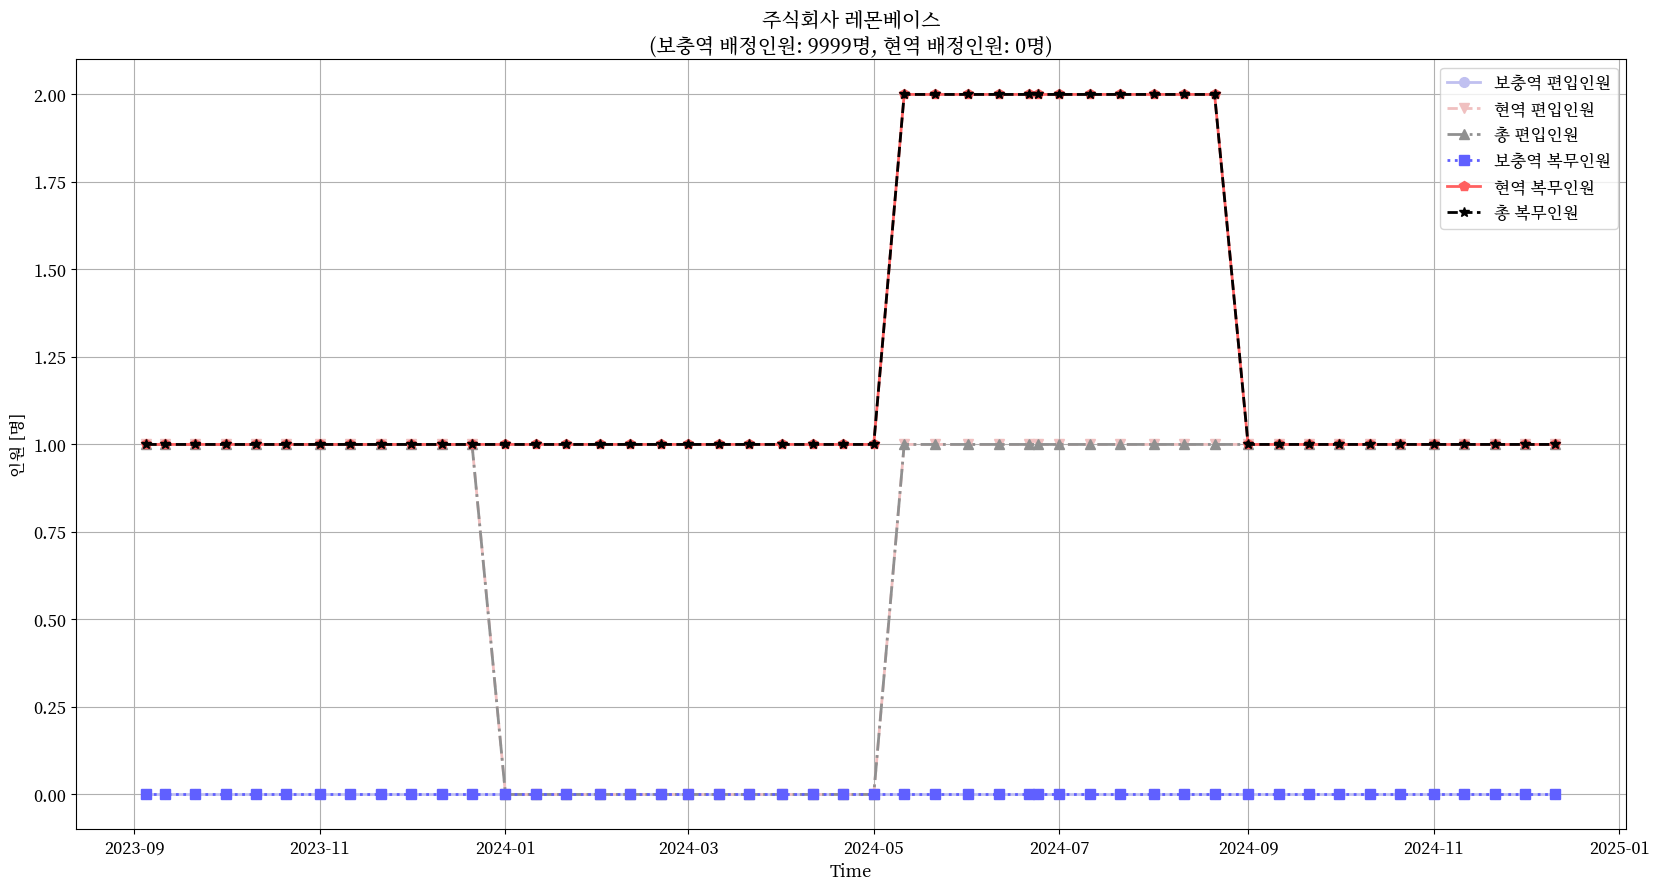 주식회사 레몬베이스
(보충역 배정인원: 9999명, 현역 배정인원: 0명)
보충역 편입인원
현역 편입인원
총 편입인원
보충역 복무인원
현역 복무인원
총 복무인원
인원 [명]
2.00
1.75
1.50
1.25
1.00
0.75
0.50
0.25
0.00
2023-09
2023-11
2024-01
2024-03
2024-05
2024-07
2024-09
2024-11
2025-01
Time